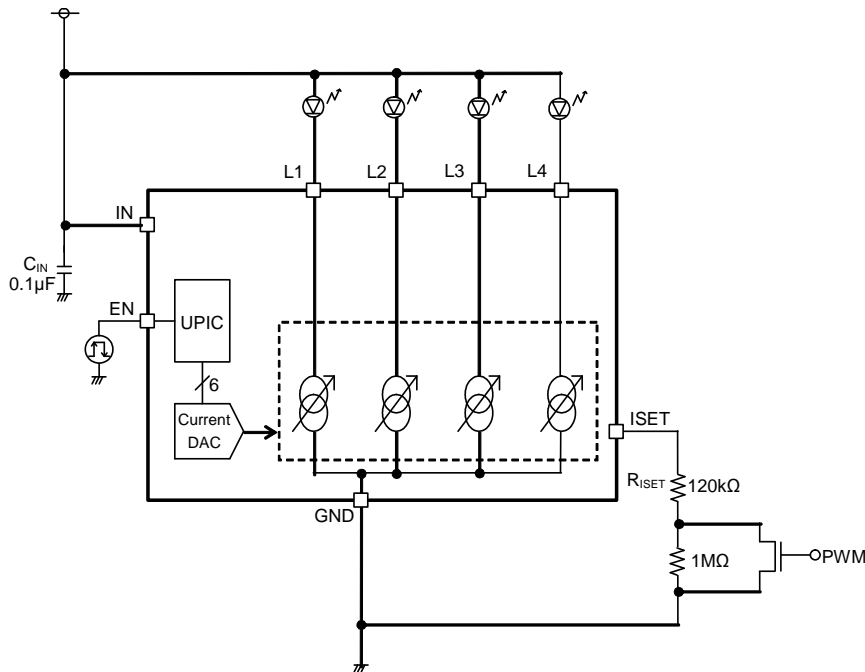 L1
L2
L3
L4
IN
CIN
0.1µF
EN
UPIC
6
Current
DAC
ISET
RISET
120kΩ
GND
1MΩ
PWM